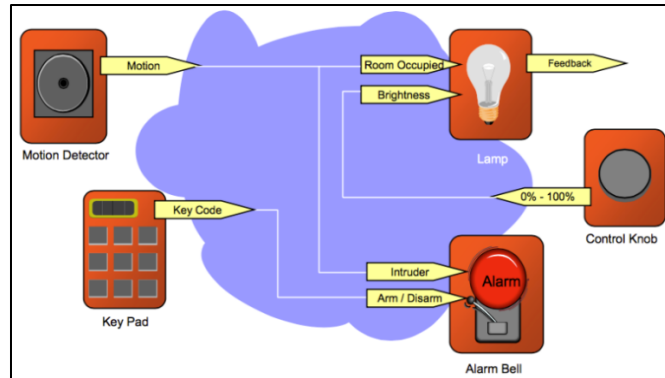 Motion
Room Occupied
Feedback
Brightness
Motion Detector
Lamp
0% - 100%
Key Code
Control Knob
Intruder
Alarm
Arm / Disarm
Key Pad
Alarm Bell